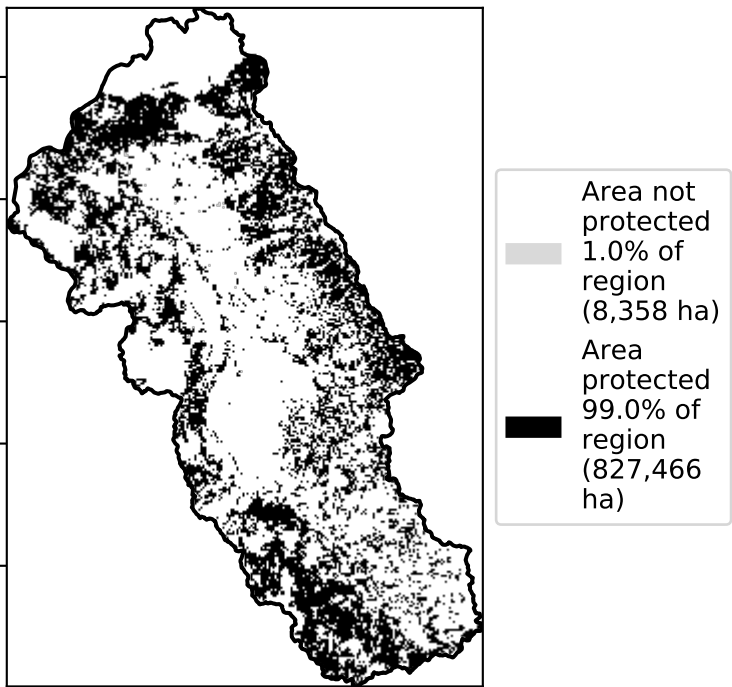 Area not
protected
1.0% of
region
(8,358 ha)
Area
protected
99.0% of
region
(827,466
ha)